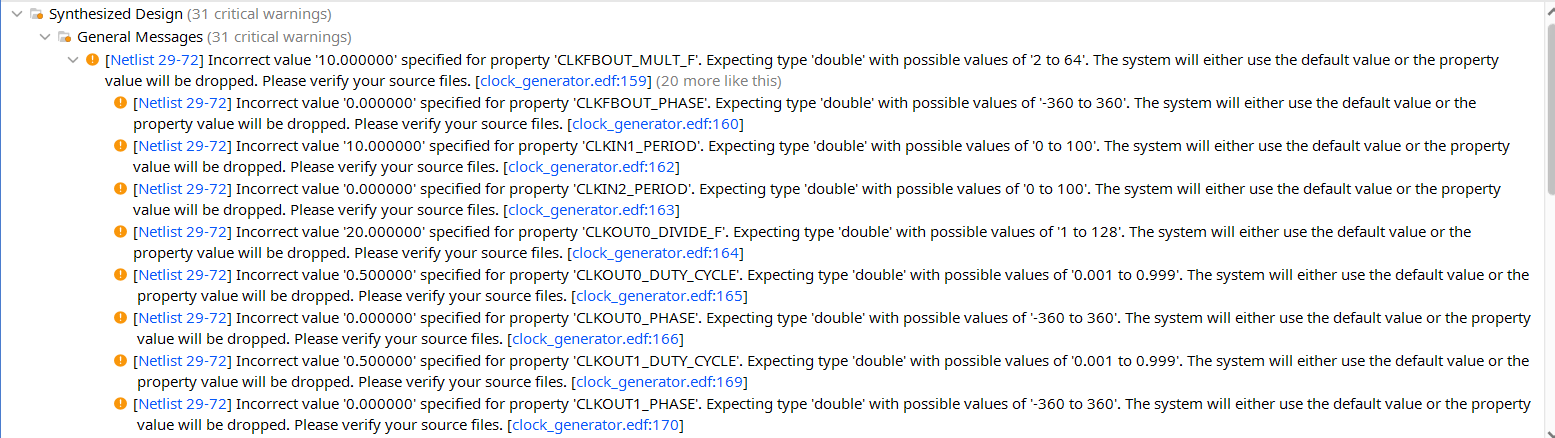 Synthesized Design (31 critical warnings)
General Messages (31 critical warnings)
[Netlist 29-72] Incorrect value '10.000000' specified for property 'CLKFBOUT_MULT_F'. Expecting type 'double' with possible values of '2 to 64'. The system will either use the default value or the property
value will be dropped. Please verify your source files. [clock_generator.edf:159] (20 more like this)
[Netlist 29-72] Incorrect value '0.000000' specified for property 'CLKFBOUT_PHASE'. Expecting type 'double' with possible values of '-360 to 360'. The system will either use the default value or the
property value will be dropped. Please verify your source files. [clock_generator.edf:160]
[Netlist 29-72] Incorrect value '10.000000' specified for property 'CLKIN1_PERIOD'. Expecting type 'double' with possible values of '0 to 100'. The system will either use the default value or the property
value will be dropped. Please verify your source files. [clock_generator.edf:162]
[Netlist 29-72] Incorrect value '0.000000' specified for property 'CLKIN2_PERIOD'. Expecting type 'double' with possible values of '0 to 100'. The system will either use the default value or the property
value will be dropped. Please verify your source files. [clock_generator.edf:163]
[Netlist 29-72] Incorrect value '20.000000' specified for property 'CLKOUT0_DIVIDE_F'. Expecting type 'double' with possible values of '1 to 128'. The system will either use the default value or the
property value will be dropped. Please verify your source files. [clock_generator.edf:164]
[Netlist 29-72] Incorrect value '0.500000' specified for property 'CLKOUT0_DUTY_CYCLE'. Expecting type 'double' with possible values of '0.001 to 0.999'. The system will either use the default value or the
property value will be dropped. Please verify your source files. [clock_generator.edf:165]
[Netlist 29-72] Incorrect value '0.000000' specified for property 'CLKOUT0_PHASE'. Expecting type 'double' with possible values of '-360 to 360'. The system will either use the default value or the property
value will be dropped. Please verify your source files. [clock_generator.edf:166]
[Netlist 29-72] Incorrect value '0.500000' specified for property 'CLKOUT1_DUTY_CYCLE'. Expecting type 'double' with possible values of '0.001 to 0.999'. The system will either use the default value or the
property value will be dropped. Please verify your source files. [clock_generator.edf:169]
[Netlist 29-72] Incorrect value '0.000000' specified for property 'CLKOUT1_PHASE'. Expecting type 'double' with possible values of '-360 to 360'. The system will either use the default value or the property
value will be dropped. Please verify your source files. [clock_generator.edf:170]